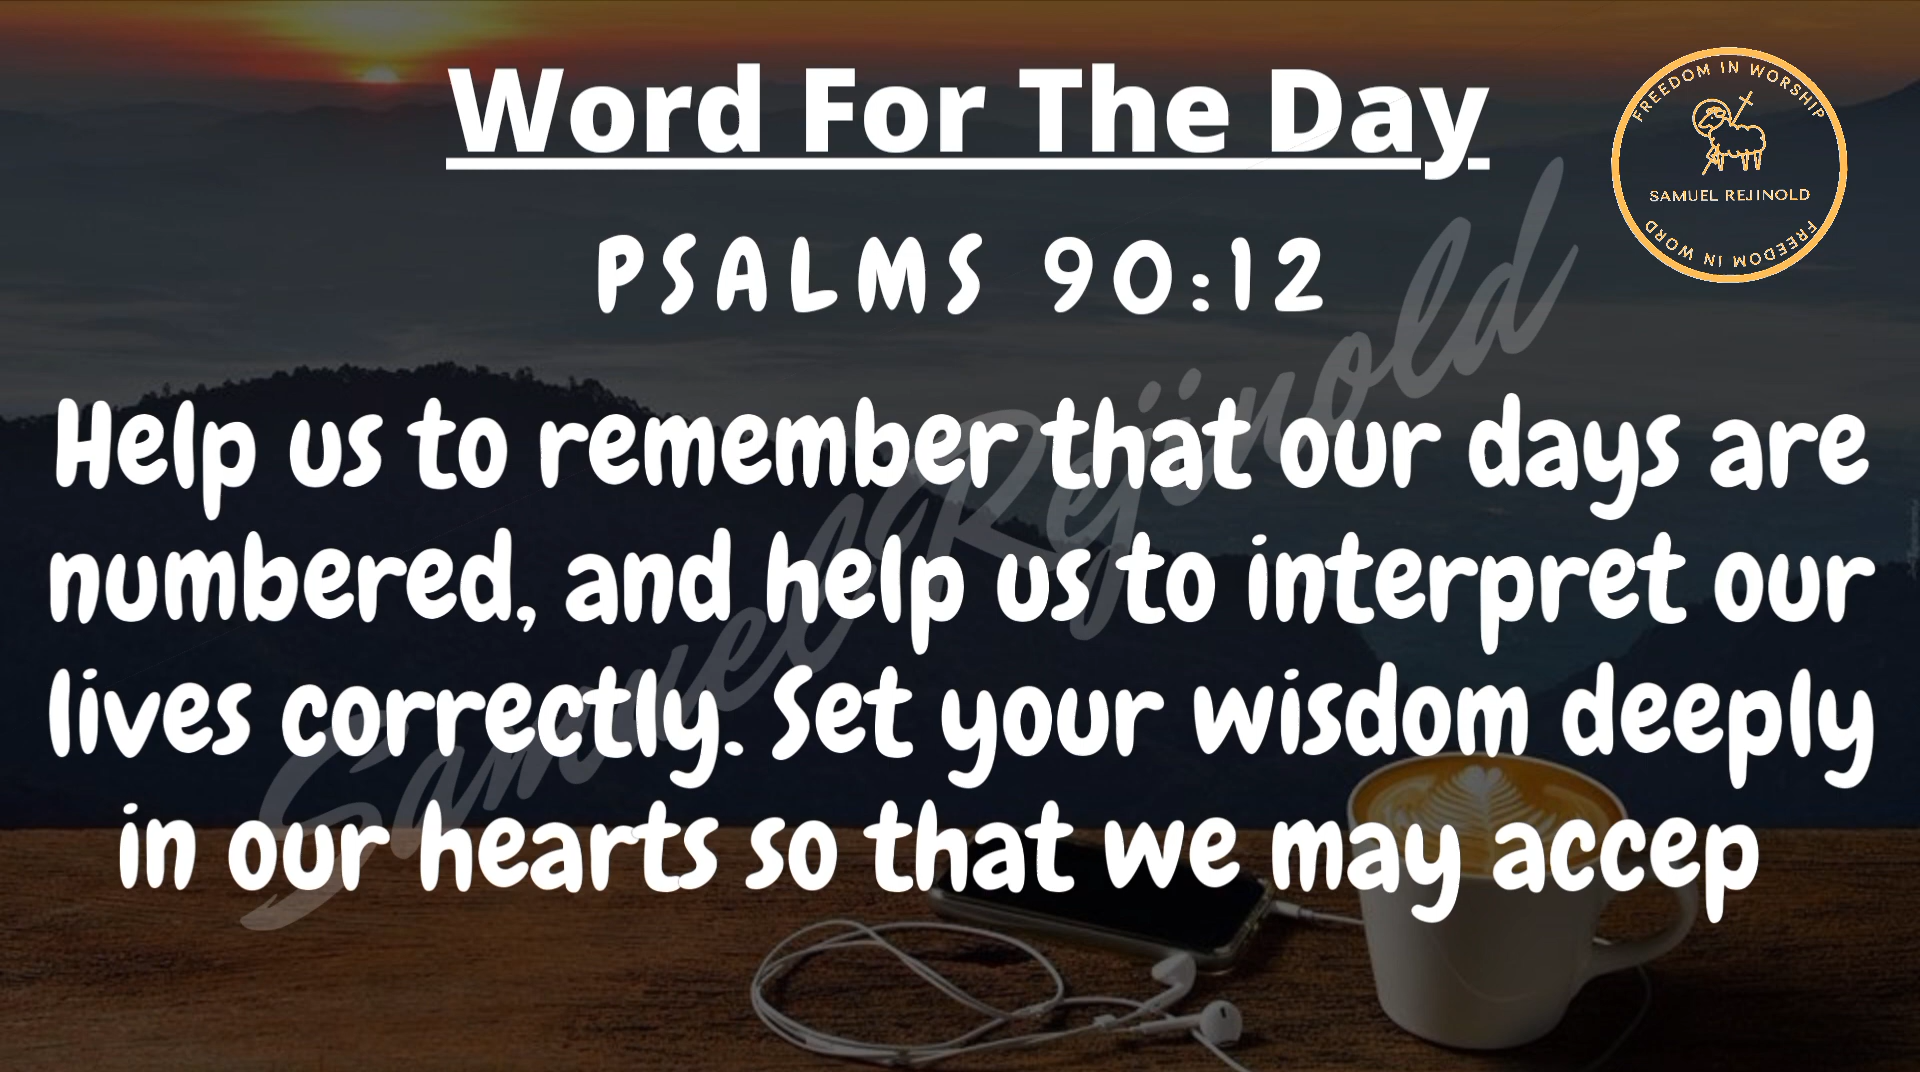 Word For The Day
PSALMS 90:12
Help us to remember that our days are
numbered, and help us to interpret our
lives correctly. Set your wisdom deeply
in our hearts so that we may accep
FREEDOM IN WORSHIP
SAMUEL REJINOLD
FREEDOM IN WORD
Samuel Rejinold